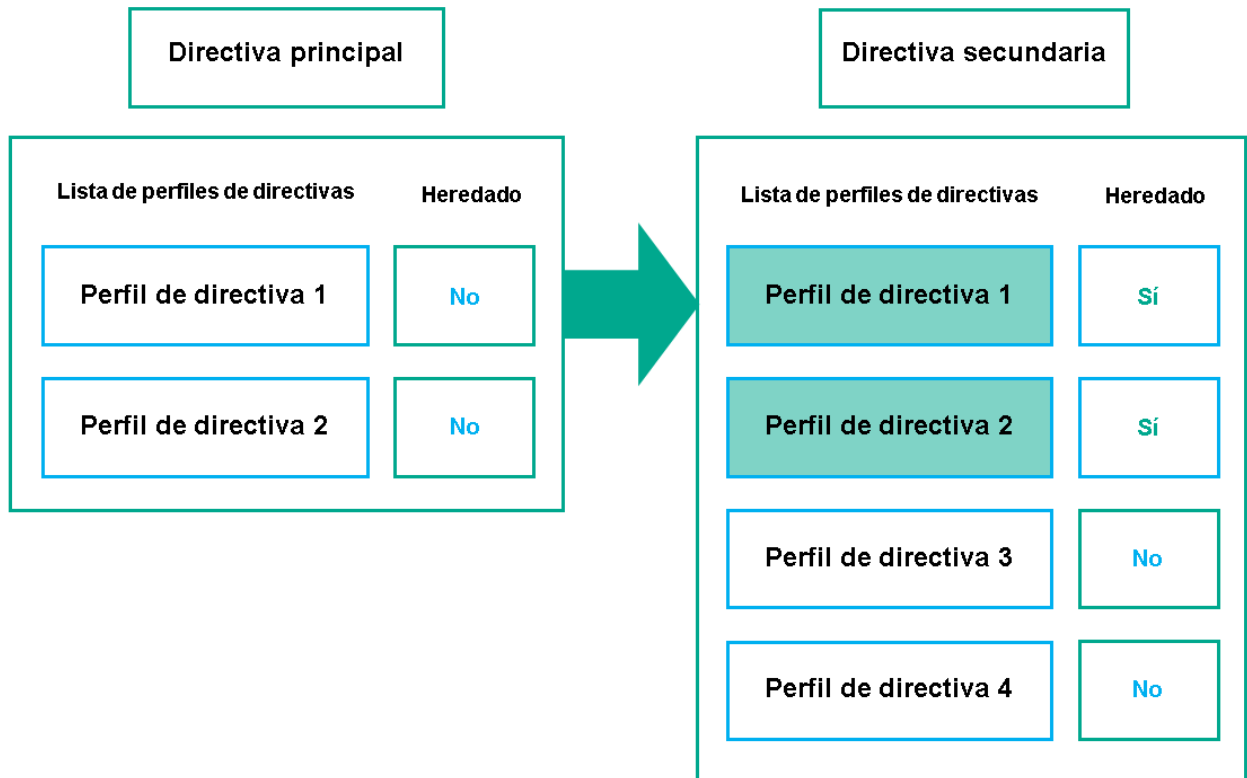 Directiva principal
Lista de perfiles de directivas Heredado
Perfil de directiva 1 No
Perfil de directiva 2 No
Directiva secundaria
Lista de perfiles de directivas Heredado
Perfil de directiva 1 Sí
Perfil de directiva 2 Sí
Perfil de directiva 3 No
Perfil de directiva 4 No